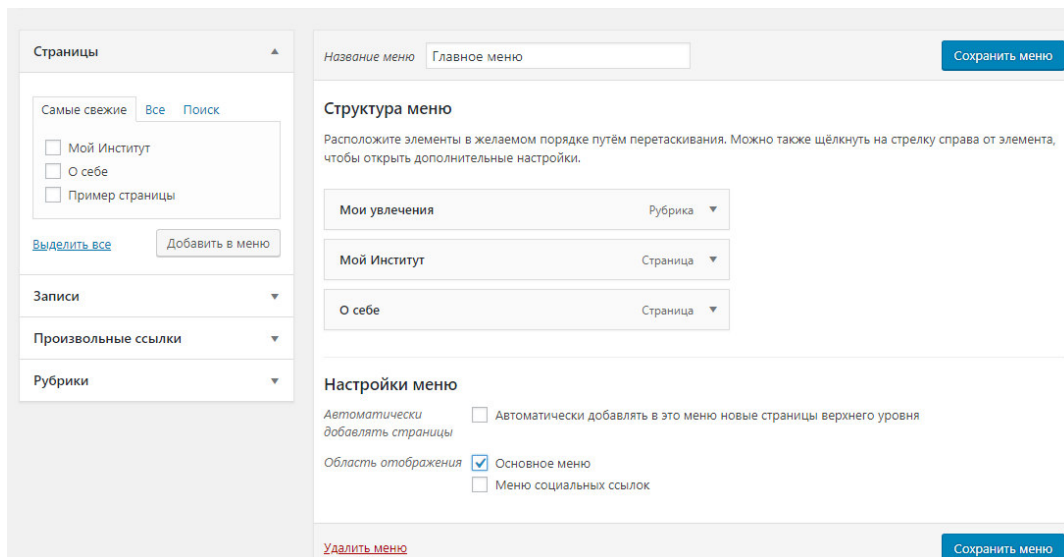 Страницы
Самые свежие Все Поиск
Мой Институт
О себе
Пример страницы
Выделить все Добавить в меню
Записи
Произвольные ссылки
Рубрики
Название меню Главное меню Сохранить меню
Структура меню
Расположите элементы в желаемом порядке путём перетаскивания. Можно также щёлкнуть на стрелку справа от элемента,
чтобы открыть дополнительные настройки.
Мои увлечения Рубрика
Мой Институт Страница
О себе Страница
Настройки меню
Автоматически
добавлять страницы
Автоматически добавлять в это меню новые страницы верхнего уровня
Область отображения Основное меню
Меню социальных ссылок
Удалить меню Сохранить меню